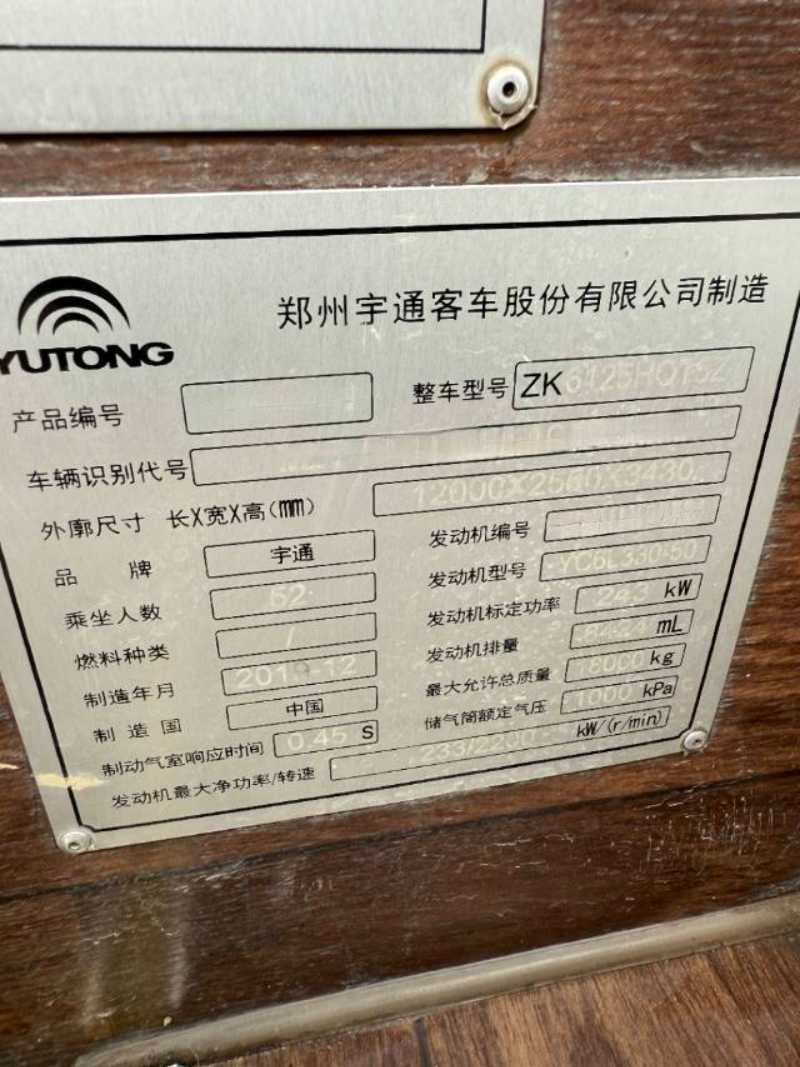 YUTONG
郑州宇通客车股份有限公司制造
产品编号
整车型号 ZK6125HQT5Z
车辆识别代号
外廓尺寸 长X宽X高(mm) 12000X2560X3430
品 牌 宇通
发动机编号
乘坐人数 52
发动机型号 YC6L330-50
燃料种类 /
发动机标定功率 243 kW
制造年月 2019-12
发动机排量 8424 mL
制造国 中国
最大允许总质量 18000 kg
制动气室响应时间 0.45 S
储气筒额定气压 1000 kPa
发动机最大净功率/转速 233/2200 kW/(r/min)